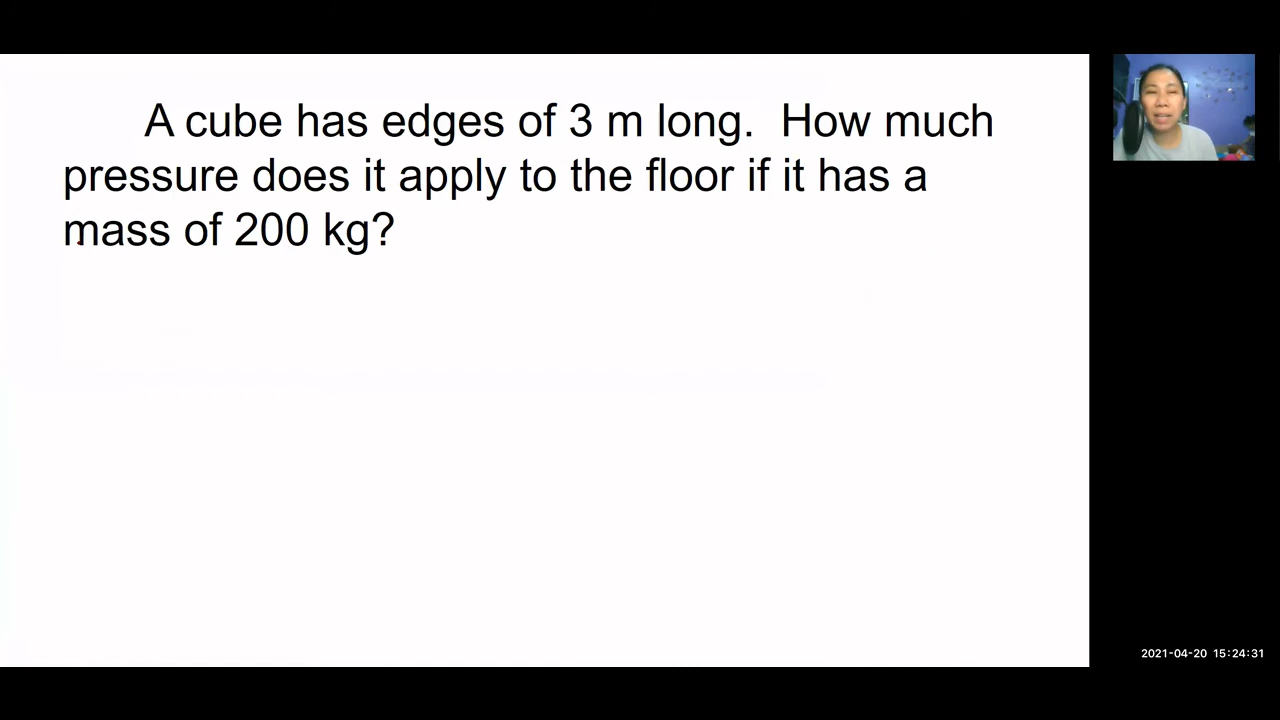 A cube has edges of 3 m long.  How much
pressure does it apply to the floor if it has a
mass of 200 kg?
2021-04-20 15:24:31